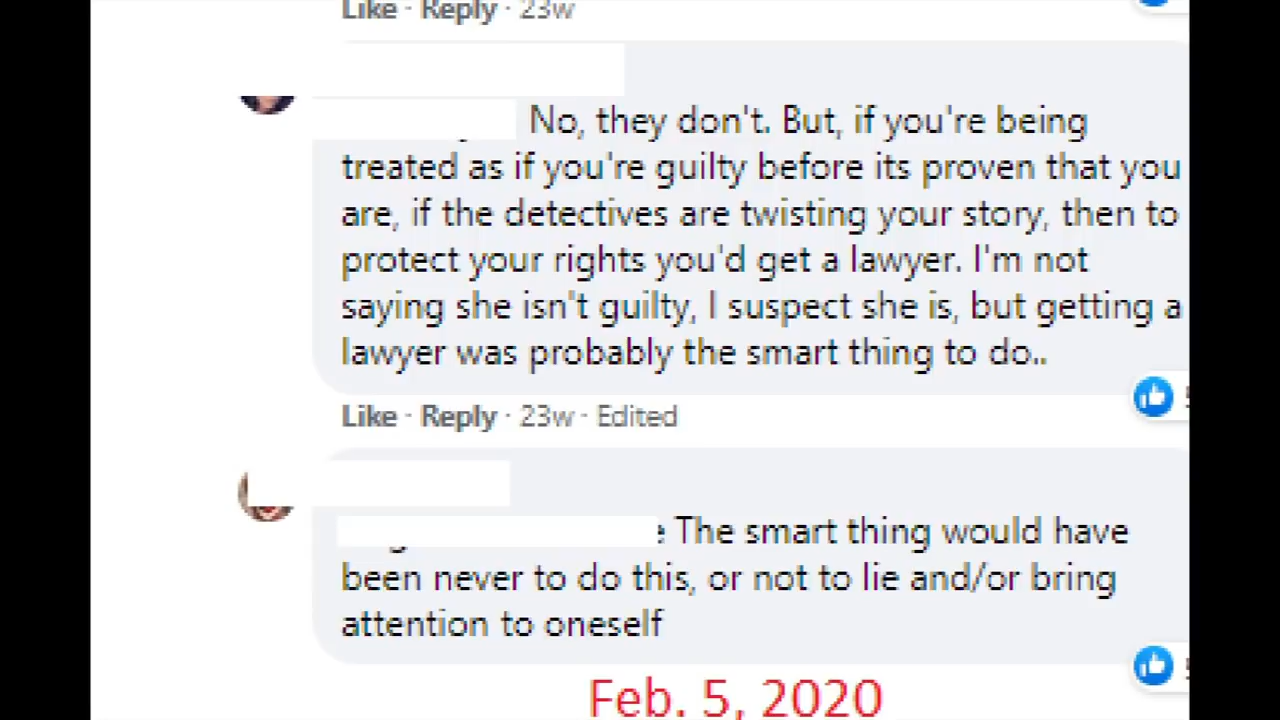 Like · Reply · 23w
No, they don't. But, if you're being
treated as if you're guilty before its proven that you
are, if the detectives are twisting your story, then to
protect your rights you'd get a lawyer. I'm not
saying she isn't guilty, I suspect she is, but getting a
lawyer was probably the smart thing to do..
Like · Reply · 23w · Edited
The smart thing would have
been never to do this, or not to lie and/or bring
attention to oneself
Feb. 5, 2020